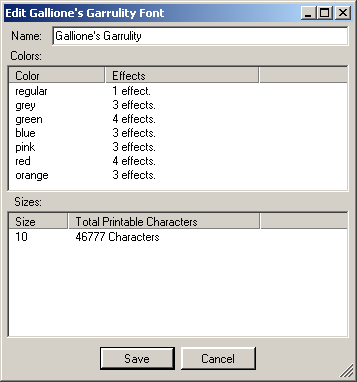 Edit Gallione's Garrulity Font
Name: Gallione's Garrulity
Colors:
Color Effects
regular 1 effect.
grey 3 effects.
green 4 effects.
blue 3 effects.
pink 3 effects.
red 4 effects.
orange 3 effects.
Sizes:
Size Total Printable Characters
10 46777 Characters
Save Cancel